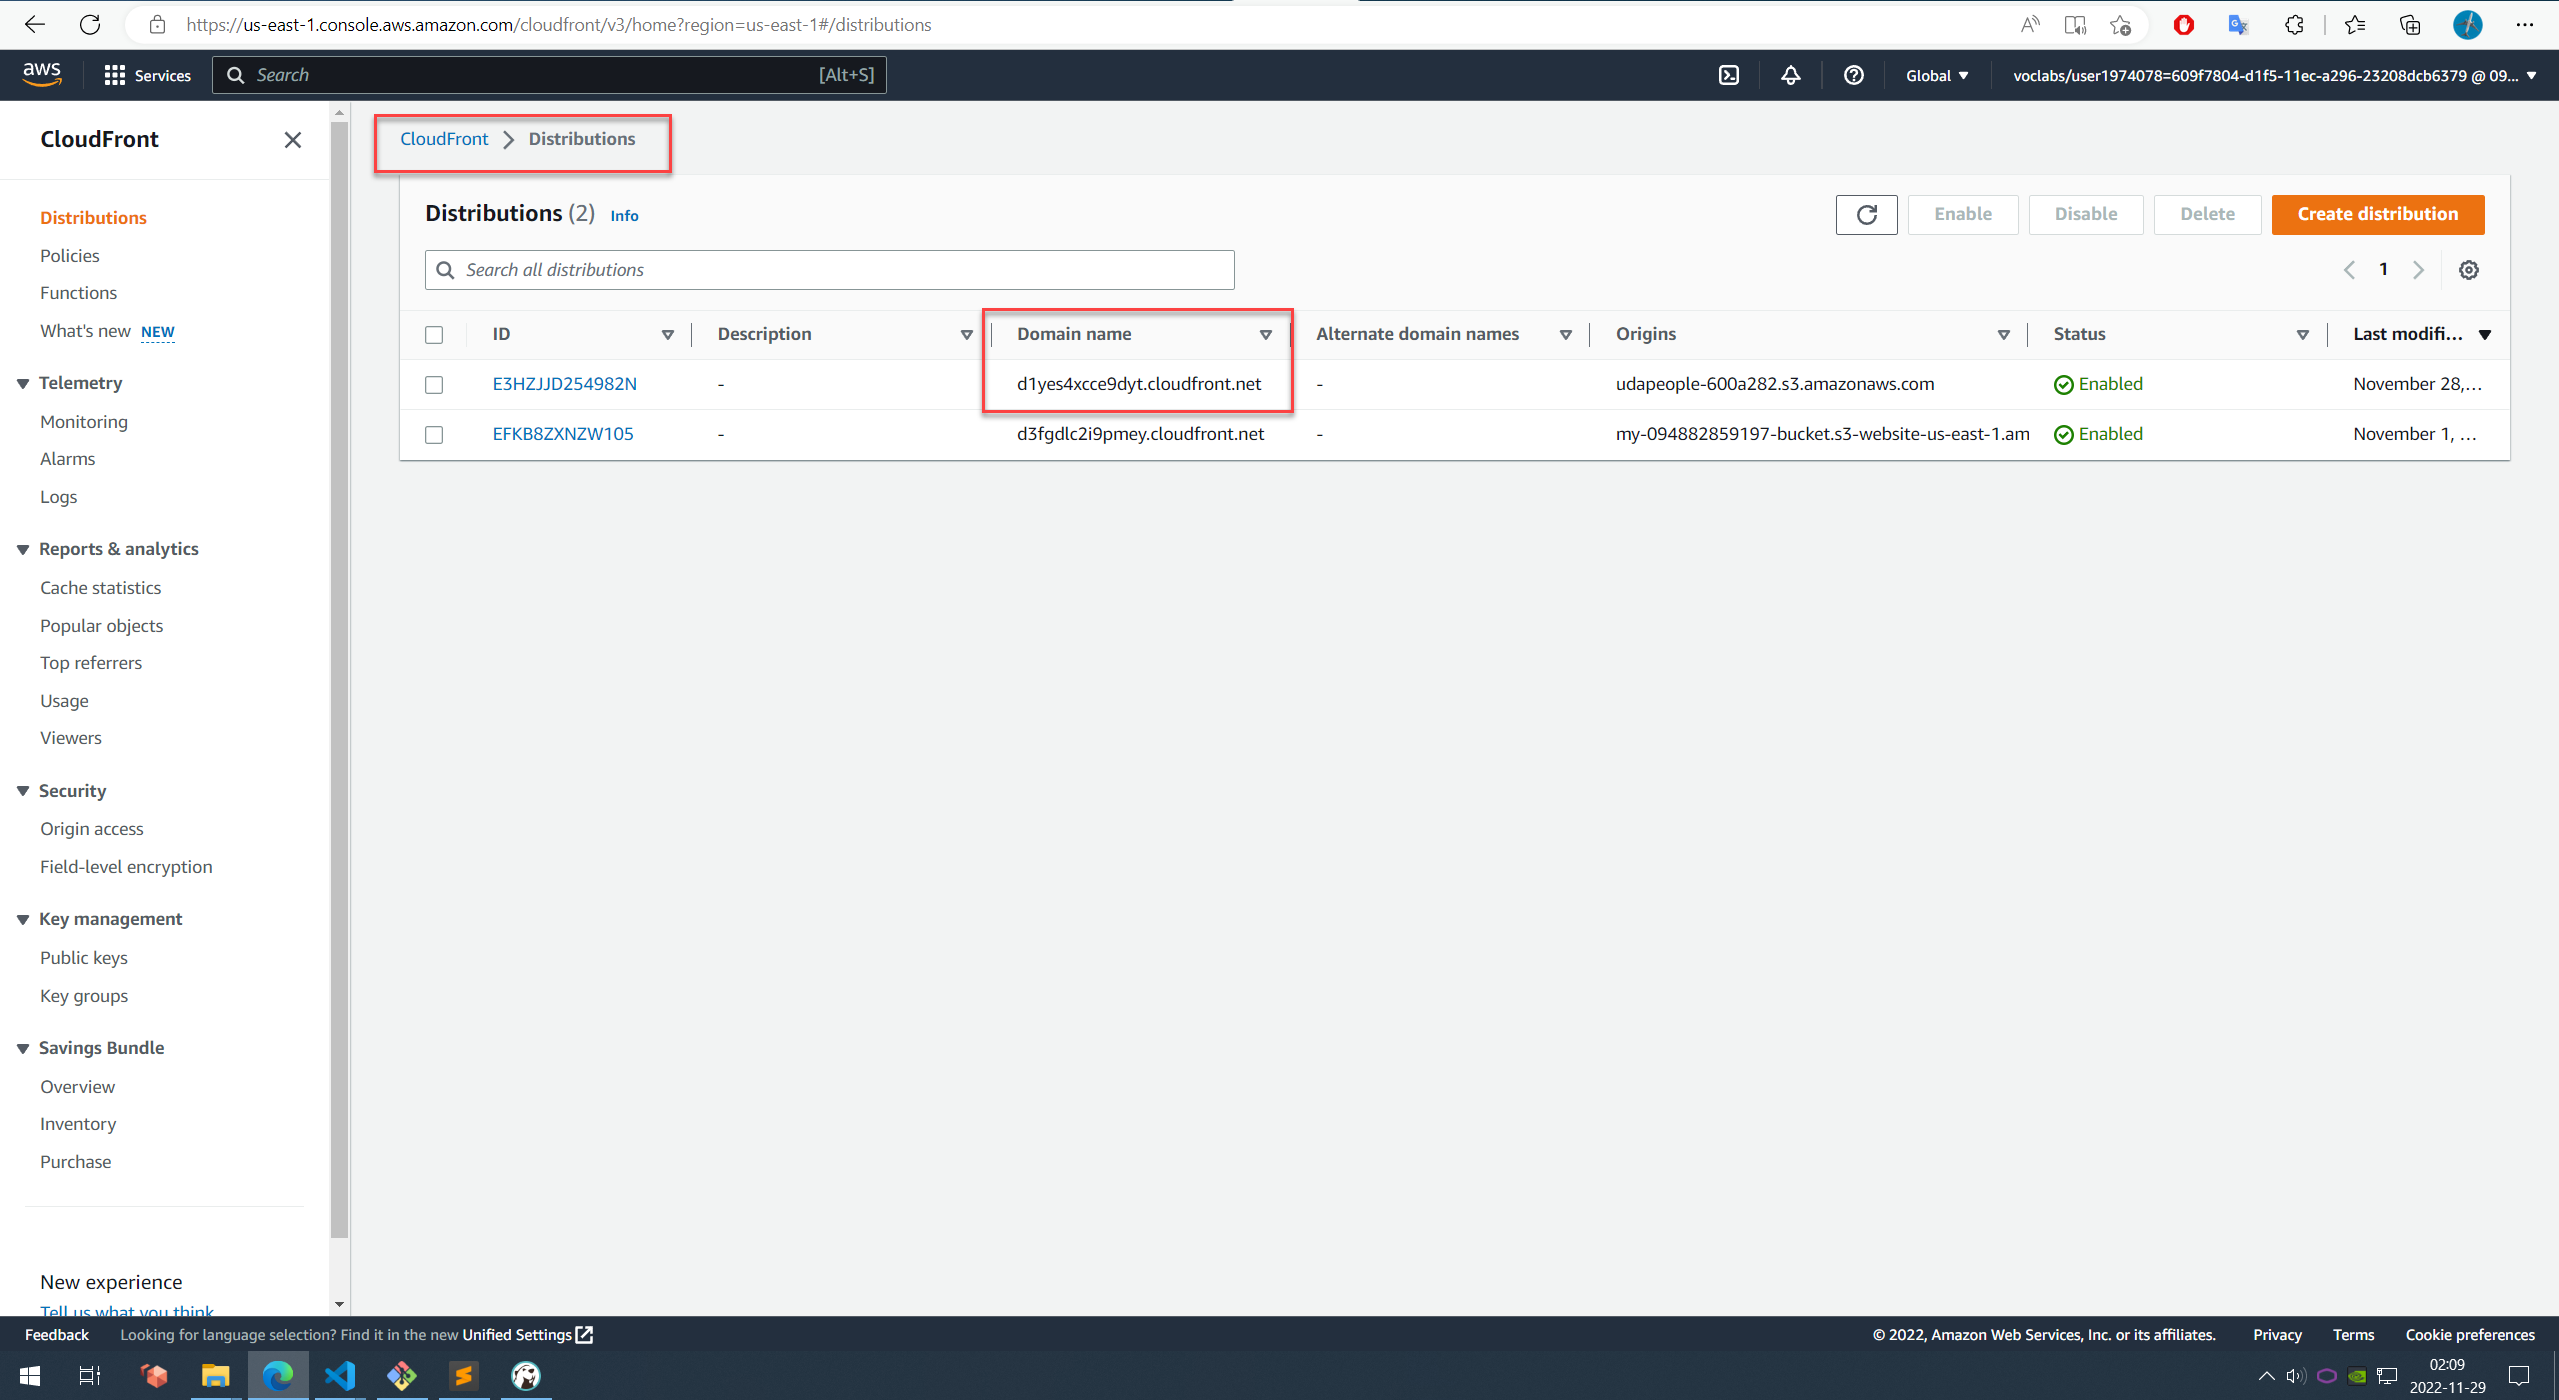 https://us-east-1.console.aws.amazon.com/cloudfront/v3/home?region=us-east-1#/distributions
aws
Services
Search
[Alt+S]
Global
voclabs/user1974078=609f7804-d1f5-11ec-a296-23208dcb6379 @ 09...
CloudFront
Distributions
Policies
Functions
What's new NEW
Telemetry
Monitoring
Alarms
Logs
Reports & analytics
Cache statistics
Popular objects
Top referrers
Usage
Viewers
Security
Origin access
Field-level encryption
Key management
Public keys
Key groups
Savings Bundle
Overview
Inventory
Purchase
New experience
Tell us what you think
CloudFront > Distributions
Distributions (2) Info
Enable
Disable
Delete
Create distribution
Search all distributions
1
ID Description Domain name Alternate domain names Origins Status Last modifi...
E3HZJJD254982N - d1yes4xcce9dyt.cloudfront.net - udapeople-600a282.s3.amazonaws.com Enabled November 28,...
EFKB8ZXNZW105 - d3fgdlc2i9pmey.cloudfront.net - my-094882859197-bucket.s3-website-us-east-1.am Enabled November 1, ...
Feedback
Looking for language selection? Find it in the new Unified Settings
© 2022, Amazon Web Services, Inc. or its affiliates.
Privacy
Terms
Cookie preferences
02:09
2022-11-29